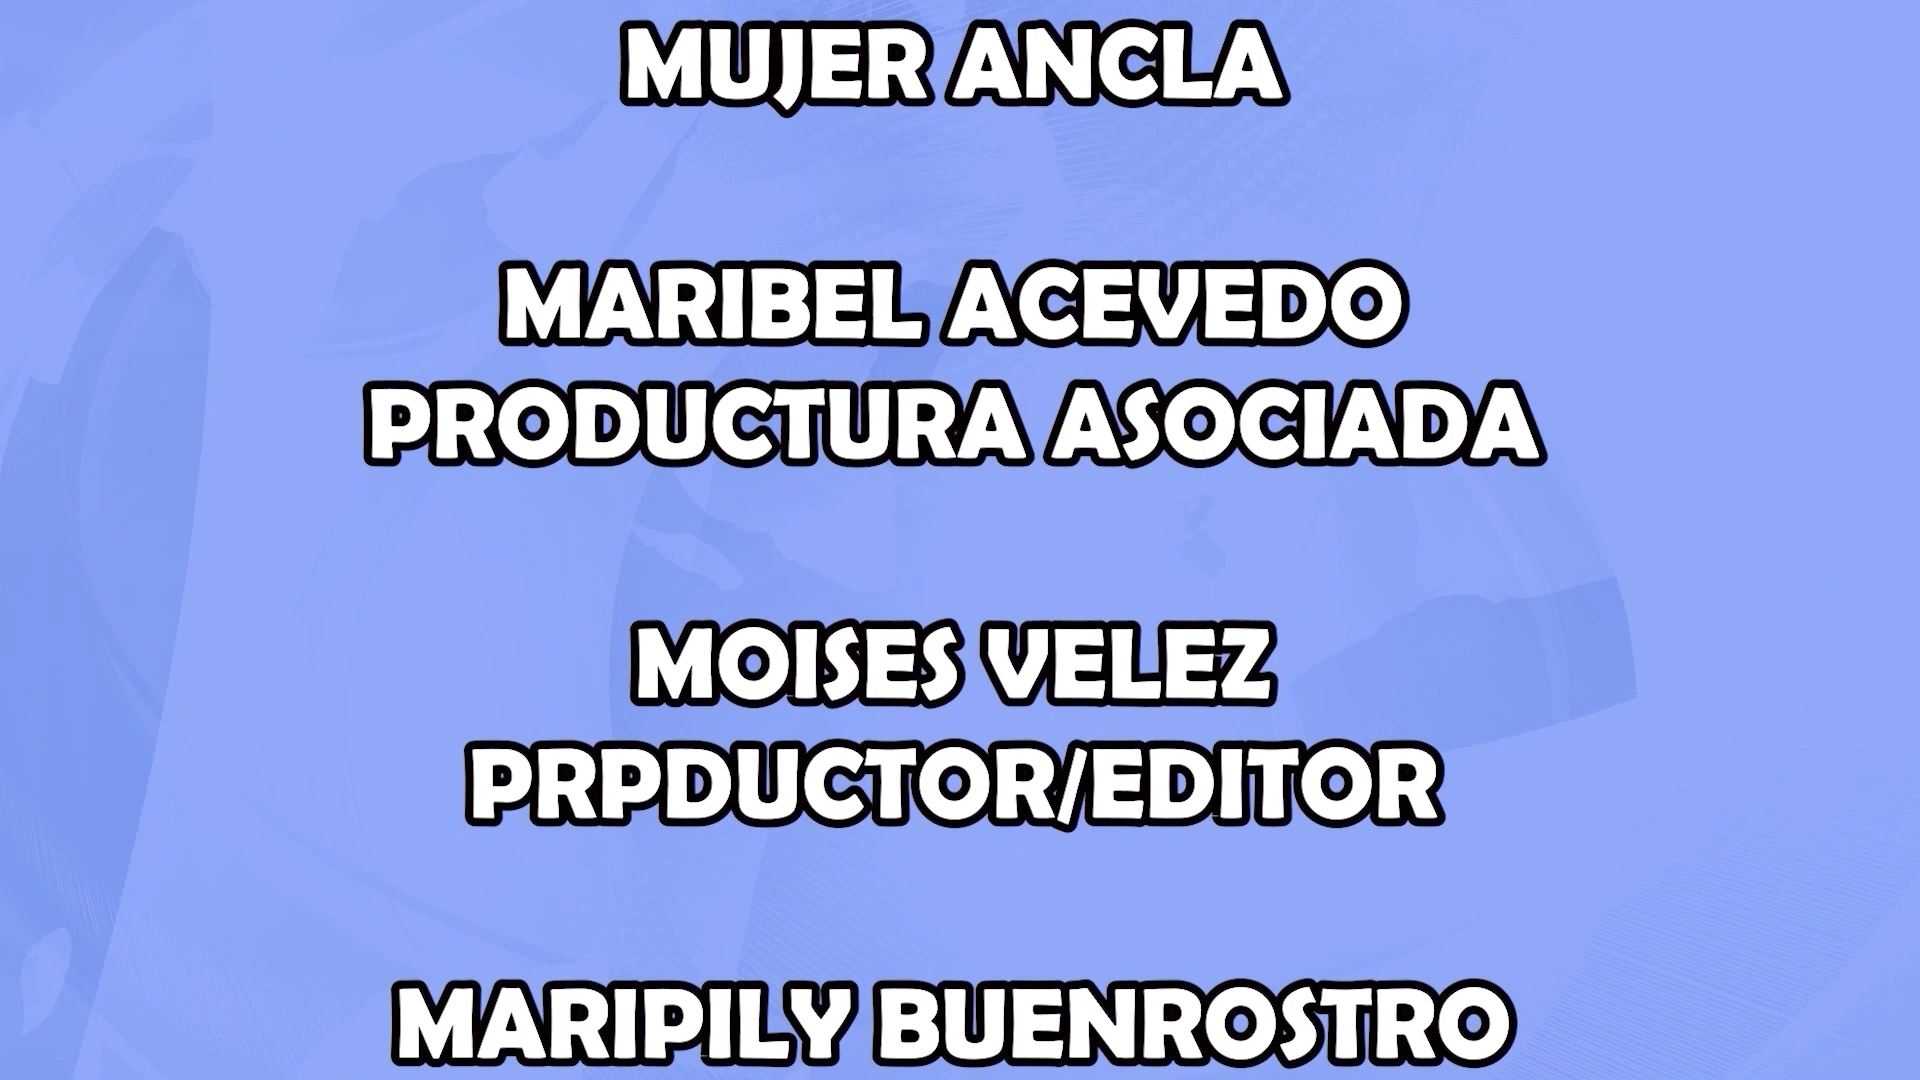 MUJER ANCLA
MARIBEL ACEVEDO
PRODUCTURA ASOCIADA
MOISES VELEZ
PRPDUCTOR/EDITOR
MARIPILY BUENROSTRO